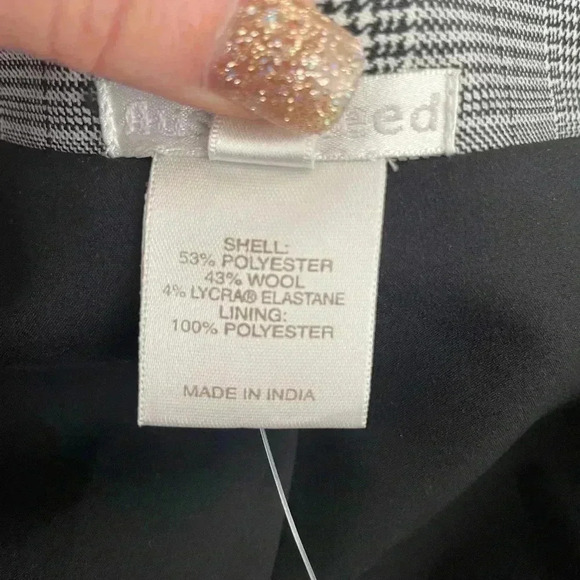 SHELL:
53% POLYESTER
43% WOOL
4% LYCRA® ELASTANE
LINING:
100% POLYESTER
MADE IN INDIA